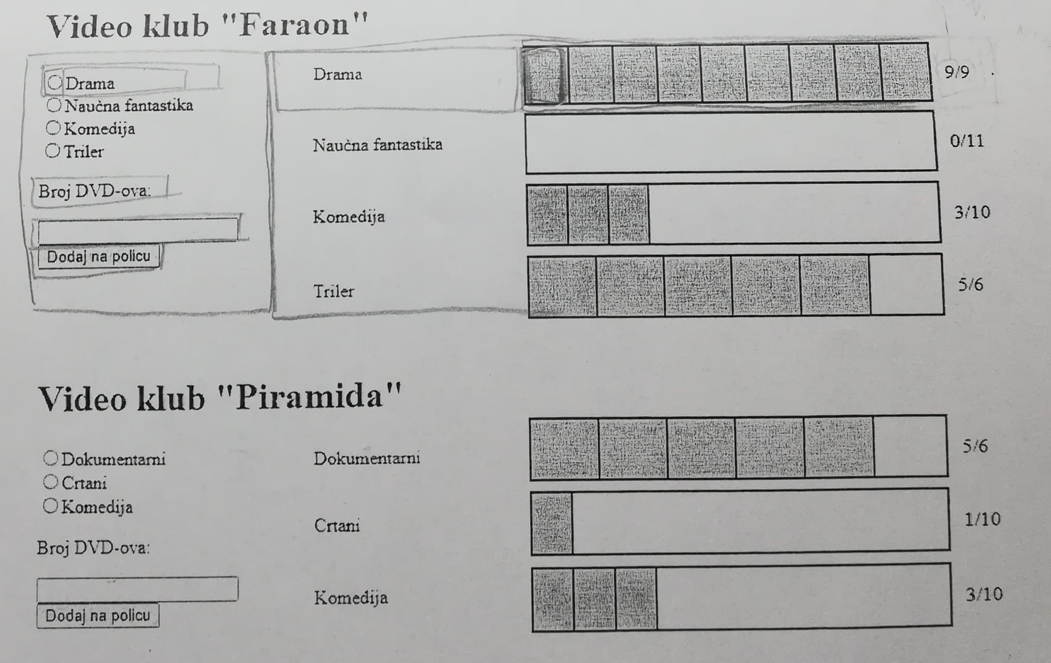 Video klub "Faraon"
Drama
Naučna fantastika
Komedija
Triler
Broj DVD-ova:
Dodaj na policu
Drama 9/9
Naučna fantastika 0/11
Komedija 3/10
Triler 5/6
Video klub "Piramida"
Dokumentarni
Crtani
Komedija
Broj DVD-ova:
Dodaj na policu
Dokumentarni 5/6
Crtani 1/10
Komedija 3/10